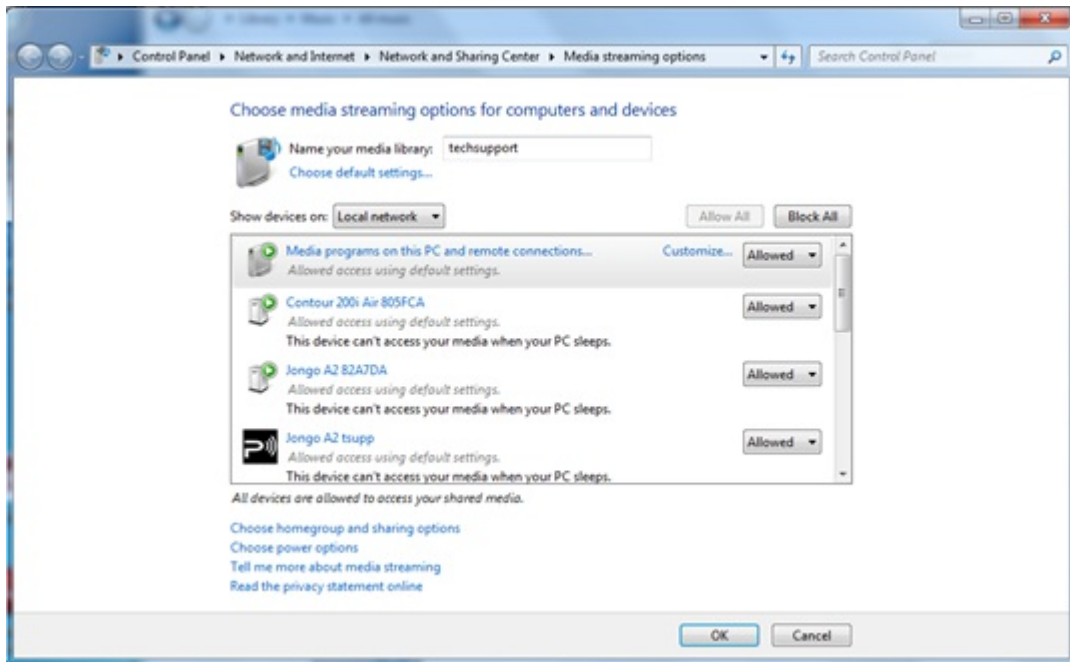 Control Panel ▸ Network and Internet ▸ Network and Sharing Center ▸ Media streaming options
Search Control Panel
Choose media streaming options for computers and devices
Name your media library: techsupport
Choose default settings...
Show devices on: Local network Allow All Block All
Media programs on this PC and remote connections... Customize... Allowed
Allowed access using default settings.
Contour 200i Air 805FCA Allowed
Allowed access using default settings.
This device can't access your media when your PC sleeps.
Jongo A2 82A7DA Allowed
Allowed access using default settings.
This device can't access your media when your PC sleeps.
Jongo A2 tsupp Allowed
Allowed access using default settings.
This device can't access your media when your PC sleeps.
All devices are allowed to access your shared media.
Choose homegroup and sharing options
Choose power options
Tell me more about media streaming
Read the privacy statement online
OK Cancel